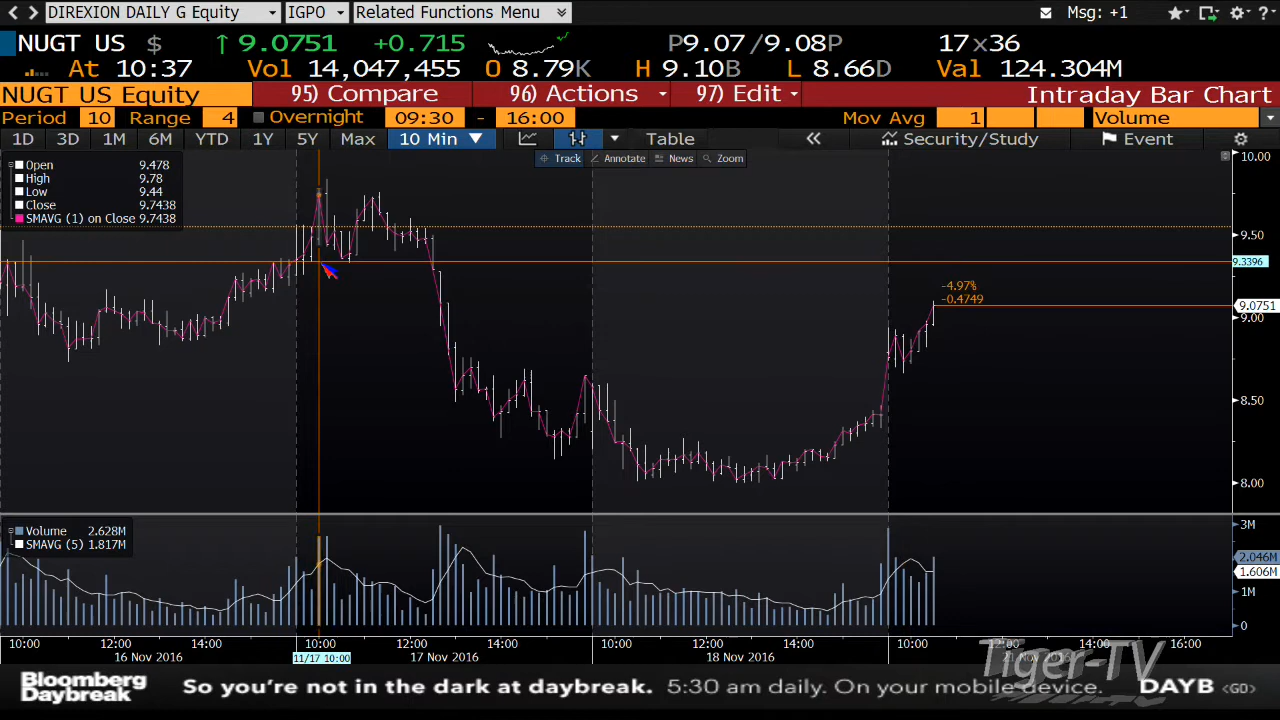 DIREXION DAILY G Equity IGPO Related Functions Menu Msg: +1
NUGT US $ ↑ 9.0751 +0.715 P9.07/9.08P 17x36
At 10:37 Vol 14,047,455 O 8.79K H 9.10B L 8.66D Val 124.304M
NUGT US Equity 95) Compare 96) Actions 97) Edit Intraday Bar Chart
Period 10 Range 4 Overnight 09:30 - 16:00 Mov Avg 1 Volume
1D 3D 1M 6M YTD 1Y 5Y Max 10 Min Table Security/Study Event
Track Annotate News Zoom
Open 9.478
High 9.78
Low 9.44
Close 9.7438
SMAVG (1) on Close 9.7438
10.00
9.50
9.3396
-4.97%
-0.4749
9.0751
9.00
8.50
8.00
Volume 2.628M
SMAVG (5) 1.817M
3M
2.046M
1.606M
1M
0
10:00 12:00 14:00 10:00 12:00 14:00 10:00 12:00 14:00 10:00 12:00 14:00 16:00
16 Nov 2016 11/17 10:00 17 Nov 2016 18 Nov 2016 21 Nov 2016
Tiger-TV
Bloomberg Daybreak So you're not in the dark at daybreak. 5:30 am daily. On your mobile device. DAYB <GO>